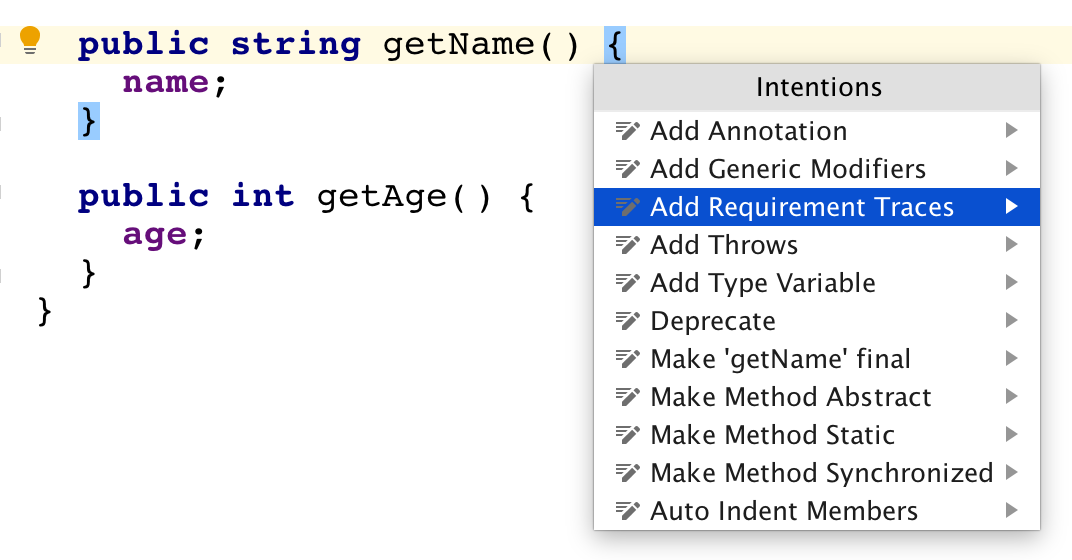 public string getName() {
name;
}
public int getAge() {
age;
}
}
Intentions
Add Annotation
Add Generic Modifiers
Add Requirement Traces
Add Throws
Add Type Variable
Deprecate
Make 'getName' final
Make Method Abstract
Make Method Static
Make Method Synchronized
Auto Indent Members